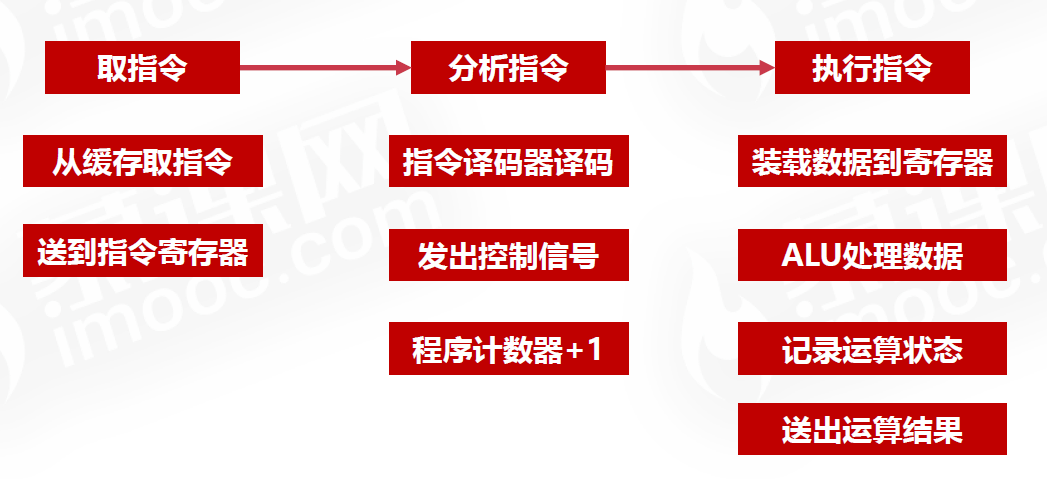 取指令
分析指令
执行指令
从缓存取指令
指令译码器译码
装载数据到寄存器
送到指令寄存器
发出控制信号
ALU处理数据
程序计数器+1
记录运算状态
送出运算结果
慕课网
imooc.com